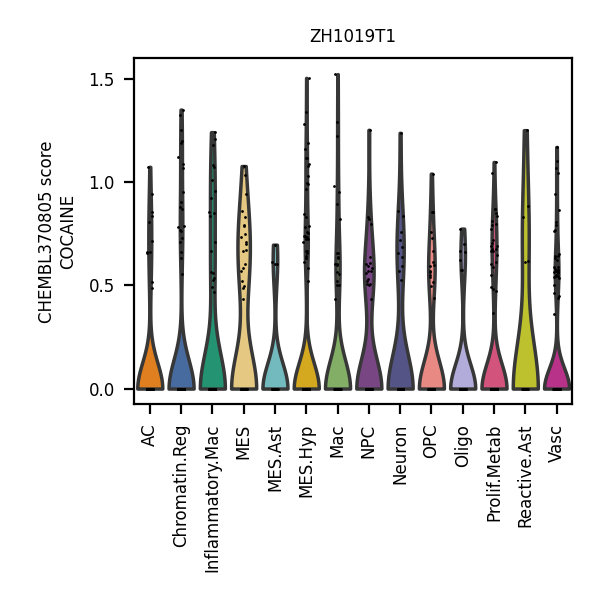 ZH1019T1
CHEMBL370805 score
COCAINE
1.5
1.0
0.5
0.0
AC
Chromatin.Reg
Inflammatory.Mac
MES
MES.Ast
MES.Hyp
Mac
NPC
Neuron
OPC
Oligo
Prolif.Metab
Reactive.Ast
Vasc